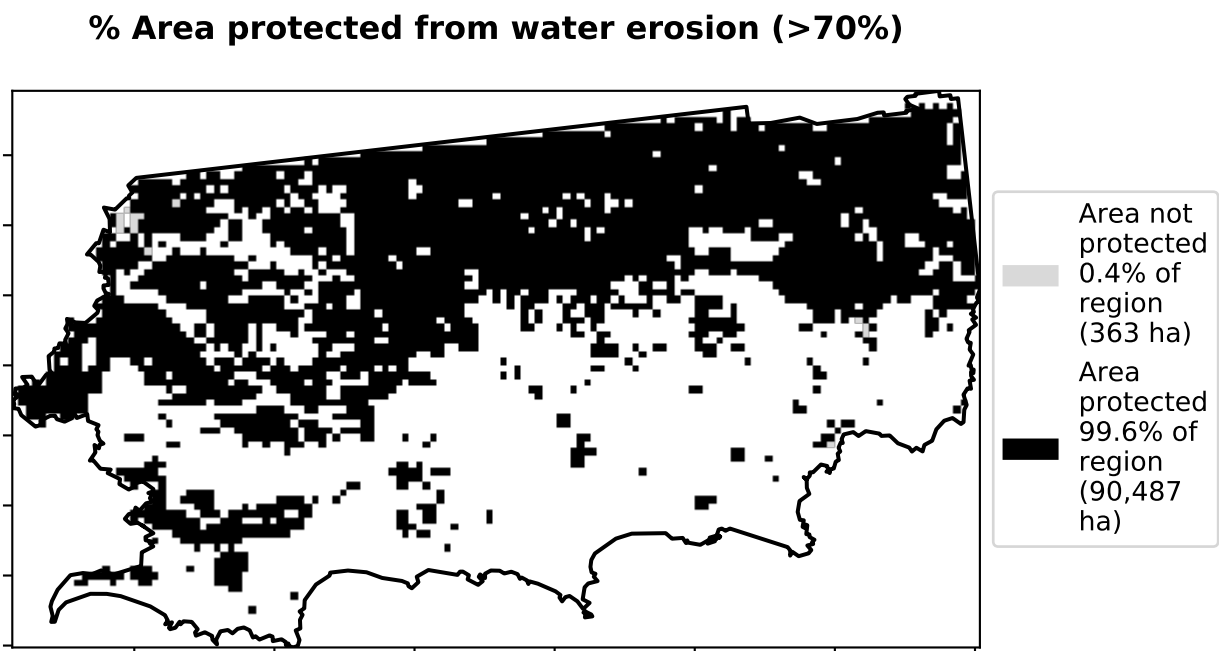 % Area protected from water erosion (>70%)
Area not
protected
0.4% of
region
(363 ha)
Area
protected
99.6% of
region
(90,487
ha)